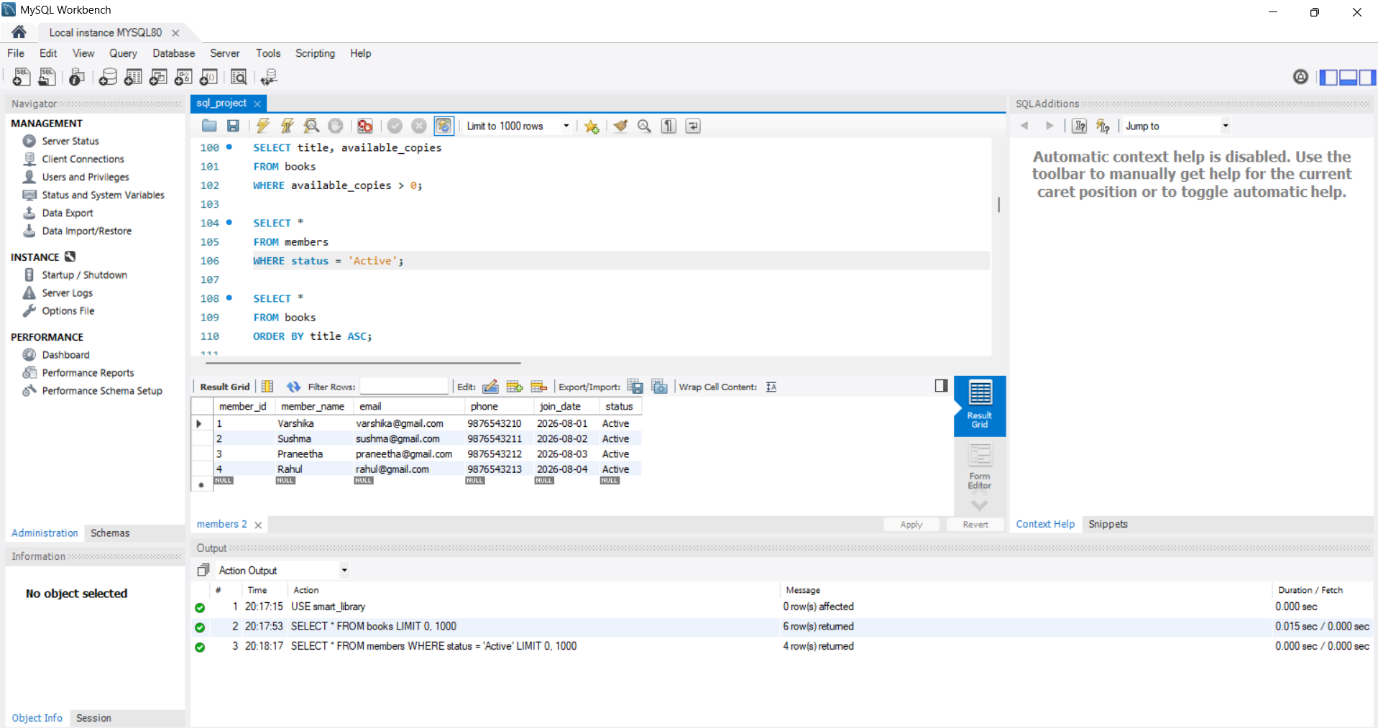 MySQL Workbench
Local instance MYSQL80
File Edit View Query Database Server Tools Scripting Help
Navigator
MANAGEMENT
Server Status
Client Connections
Users and Privileges
Status and System Variables
Data Export
Data Import/Restore
INSTANCE
Startup / Shutdown
Server Logs
Options File
PERFORMANCE
Dashboard
Performance Reports
Performance Schema Setup
Administration Schemas
Information
No object selected
Object Info Session
sql_project
Limit to 1000 rows
100 SELECT title, available_copies
101 FROM books
102 WHERE available_copies > 0;
103
104 SELECT *
105 FROM members
106 WHERE status = 'Active';
107
108 SELECT *
109 FROM books
110 ORDER BY title ASC;
111
Result Grid Filter Rows: Edit: Export/Import: Wrap Cell Content:
member_id member_name email phone join_date status
1 Varshika varshika@gmail.com 9876543210 2026-08-01 Active
2 Sushma sushma@gmail.com 9876543211 2026-08-02 Active
3 Praneetha praneetha@gmail.com 9876543212 2026-08-03 Active
4 Rahul rahul@gmail.com 9876543213 2026-08-04 Active
NULL NULL NULL NULL NULL NULL
Result
Grid
Form
Editor
members 2
Apply Revert
SQLAdditions
Jump to
Automatic context help is disabled. Use the
toolbar to manually get help for the current
caret position or to toggle automatic help.
Context Help Snippets
Output
Action Output
# Time Action Message Duration / Fetch
1 20:17:15 USE smart_library 0 row(s) affected 0.000 sec
2 20:17:53 SELECT * FROM books LIMIT 0, 1000 6 row(s) returned 0.015 sec / 0.000 sec
3 20:18:17 SELECT * FROM members WHERE status = 'Active' LIMIT 0, 1000 4 row(s) returned 0.000 sec / 0.000 sec